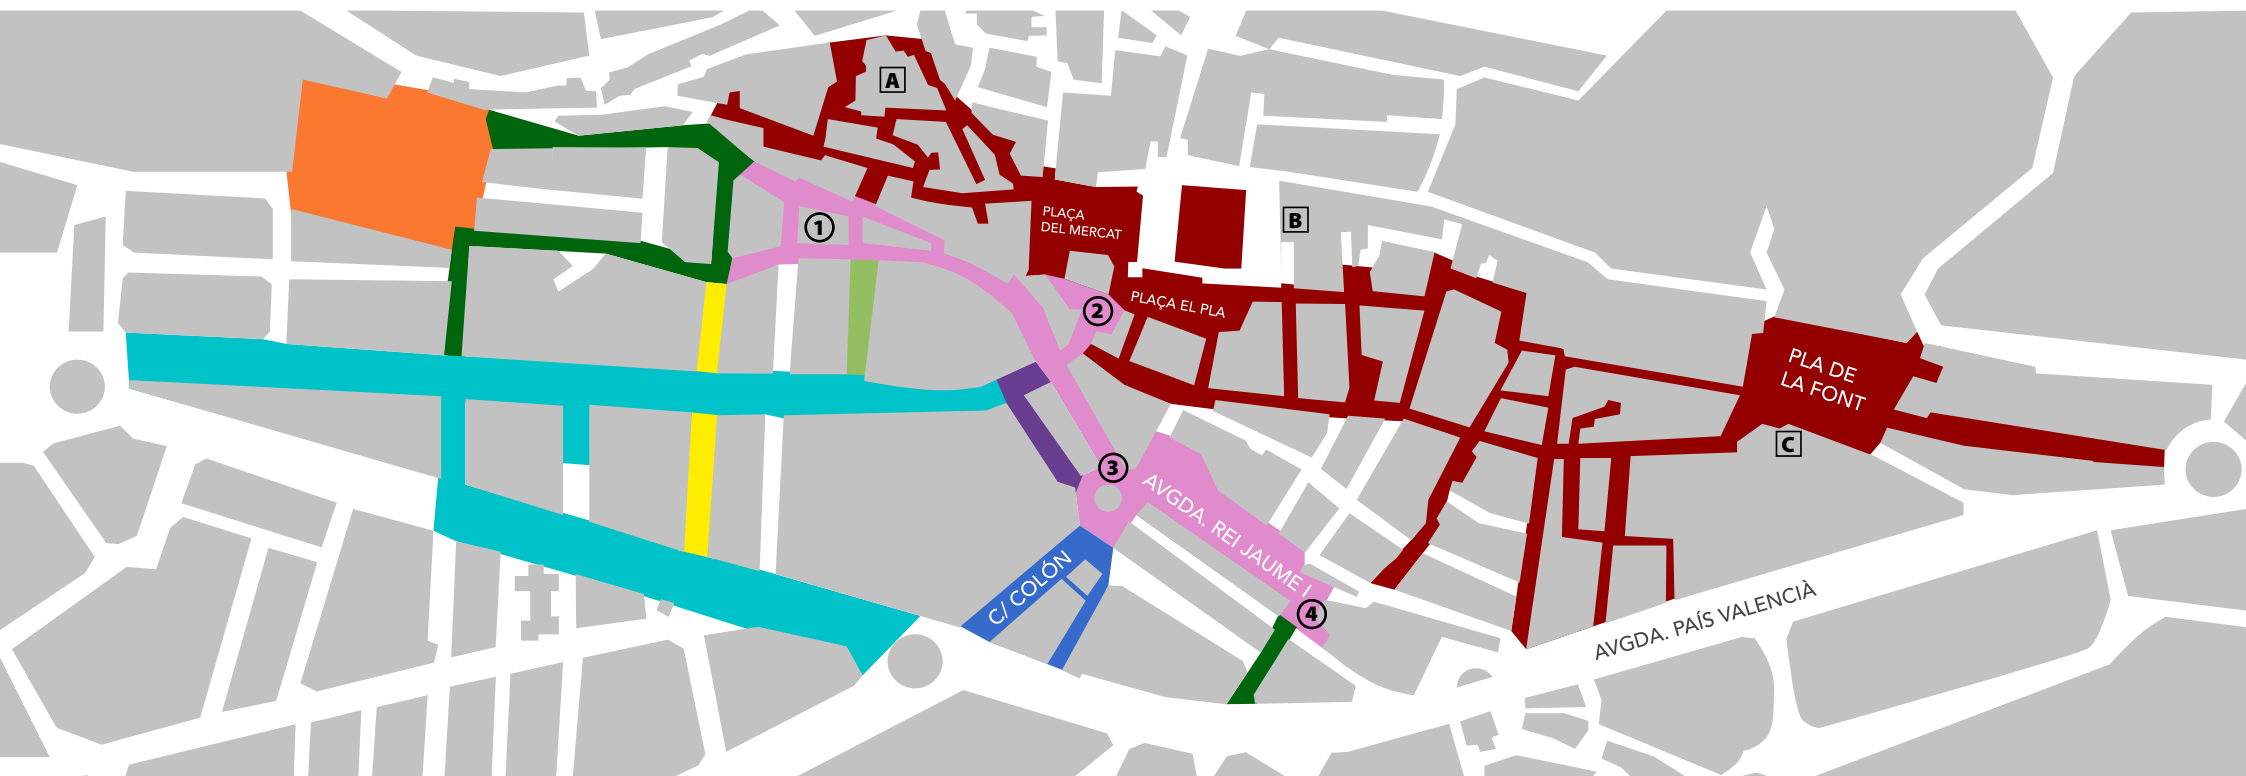 A
PLAÇA
DEL MERCAT
B
1
PLAÇA EL PLA
2
PLA DE
LA FONT
C
3
AVGDA. REI JAUME I
C/ COLÓN
4
AVGDA. PAÍS VALENCIÀ